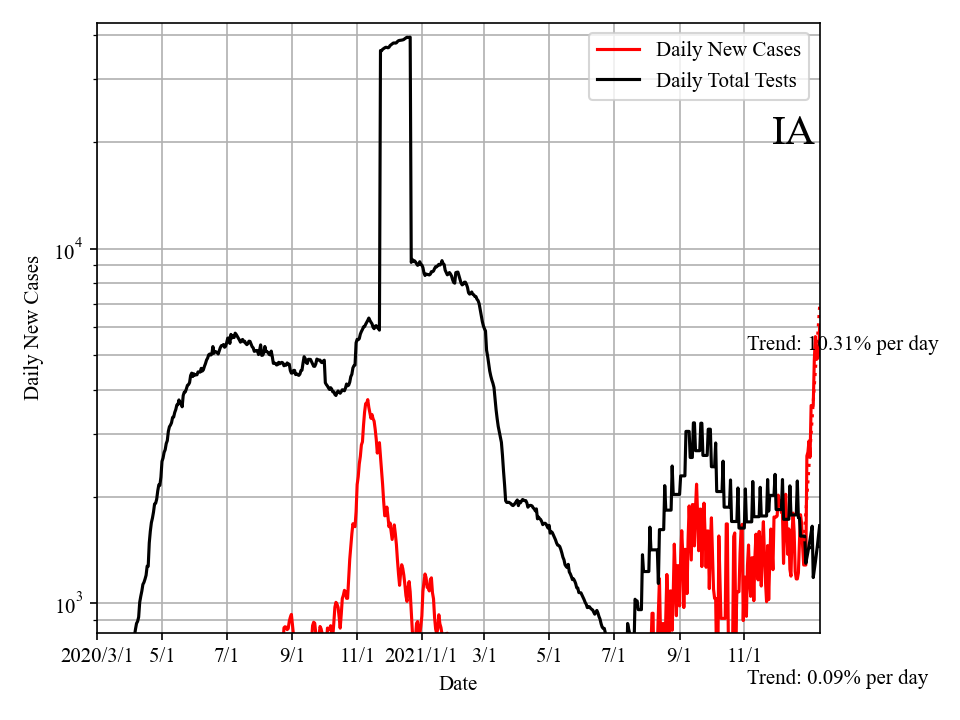 Daily New Cases
Daily Total Tests
IA
10^4
Trend: 10.31% per day
Daily New Cases
10^3
2020/3/1 5/1 7/1 9/1 11/1 2021/1/1 3/1 5/1 7/1 9/1 11/1
Trend: 0.09% per day
Date